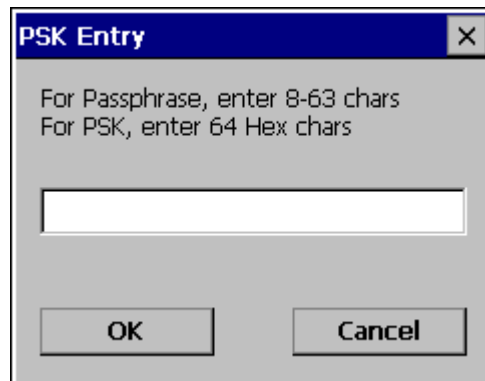 PSK Entry
For Passphrase, enter 8-63 chars
For PSK, enter 64 Hex chars
OK
Cancel